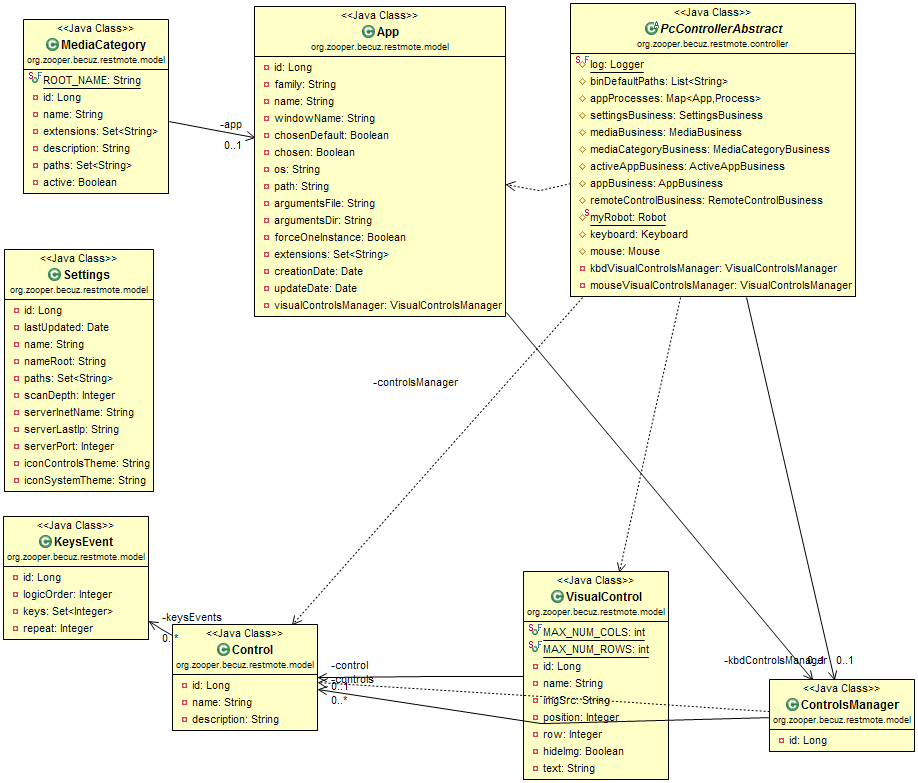 <<Java Class>>
MediaCategory
org.zooper.becuz.restmote.model
ROOT_NAME: String
id: Long
name: String
extensions: Set<String>
description: String
paths: Set<String>
active: Boolean
-app
0..1
<<Java Class>>
App
org.zooper.becuz.restmote.model
id: Long
family: String
name: String
windowName: String
chosenDefault: Boolean
chosen: Boolean
os: String
path: String
argumentsFile: String
argumentsDir: String
forceOneInstance: Boolean
extensions: Set<String>
creationDate: Date
updateDate: Date
visualControlsManager: VisualControlsManager
<<Java Class>>
PcControllerAbstract
org.zooper.becuz.restmote.controller
log: Logger
binDefaultPaths: List<String>
appProcesses: Map<App,Process>
settingsBusiness: SettingsBusiness
mediaBusiness: MediaBusiness
mediaCategoryBusiness: MediaCategoryBusiness
activeAppBusiness: ActiveAppBusiness
appBusiness: AppBusiness
remoteControlBusiness: RemoteControlBusiness
myRobot: Robot
keyboard: Keyboard
mouse: Mouse
kbdVisualControlsManager: VisualControlsManager
mouseVisualControlsManager: VisualControlsManager
<<Java Class>>
Settings
org.zooper.becuz.restmote.model
id: Long
lastUpdated: Date
name: String
nameRoot: String
paths: Set<String>
scanDepth: Integer
serverInetName: String
serverLastIp: String
serverPort: Integer
iconControlsTheme: String
iconSystemTheme: String
-controlsManager
<<Java Class>>
KeysEvent
org.zooper.becuz.restmote.model
id: Long
logicOrder: Integer
keys: Set<Integer>
repeat: Integer
-keysEvents
0..*
<<Java Class>>
Control
org.zooper.becuz.restmote.model
id: Long
name: String
description: String
-control
-controls
0..1
0..*
<<Java Class>>
VisualControl
org.zooper.becuz.restmote.model
MAX_NUM_COLS: int
MAX_NUM_ROWS: int
id: Long
name: String
imgSrc: String
position: Integer
row: Integer
hideImg: Boolean
text: String
-kbdControlsManager
0..1
<<Java Class>>
ControlsManager
org.zooper.becuz.restmote.model
id: Long